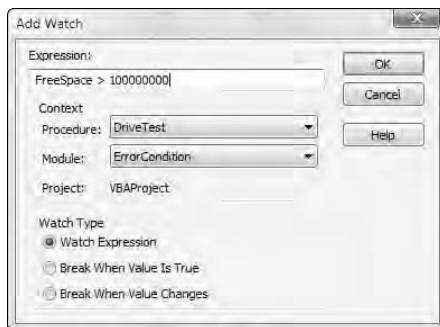 Add Watch
Expression:
FreeSpace > 100000000
OK
Cancel
Context
Procedure: DriveTest
Help
Module: ErrorCondition
Project: VBAProject
Watch Type
Watch Expression
Break When Value Is True
Break When Value Changes